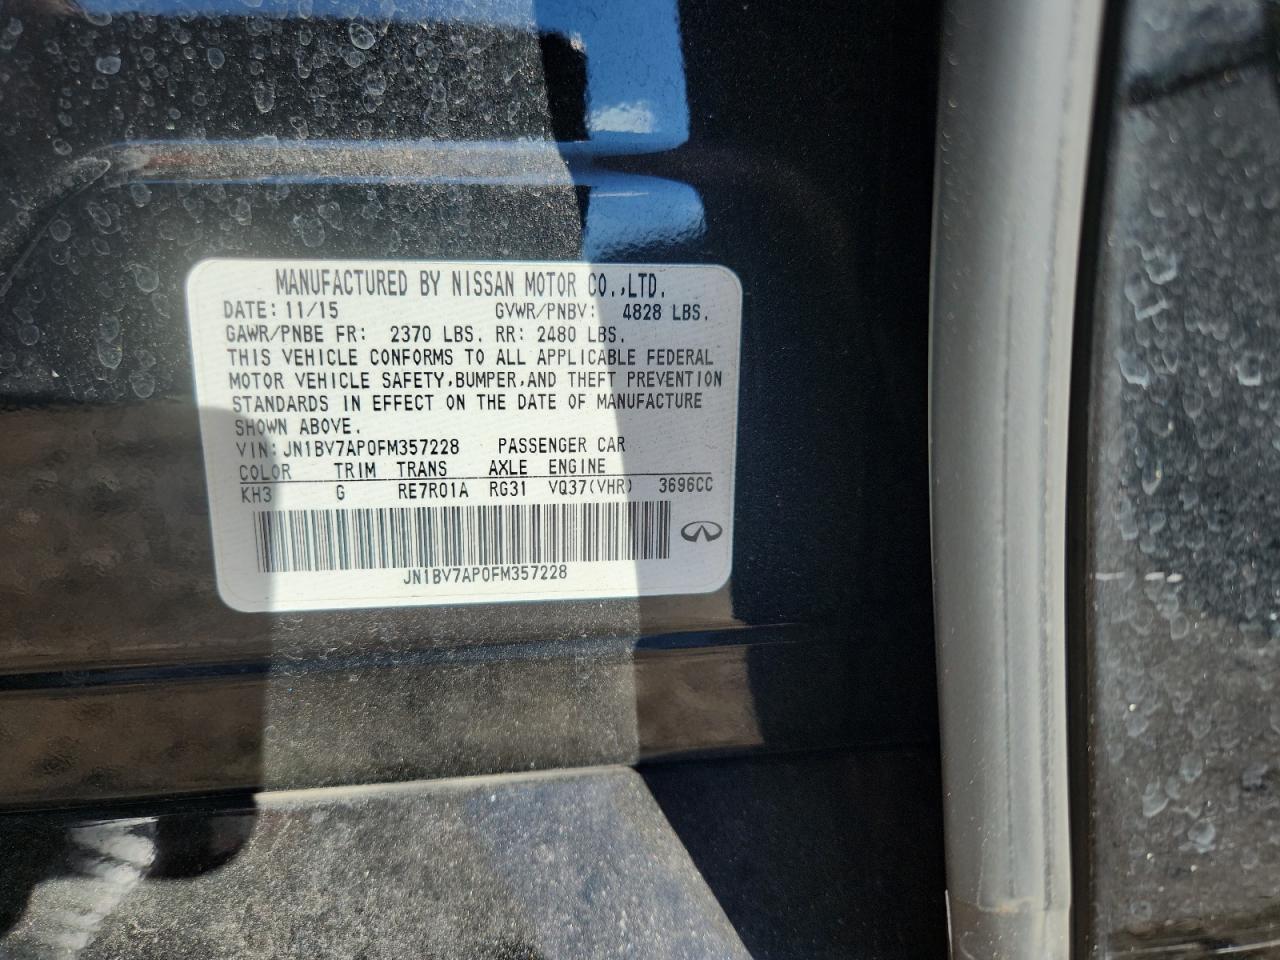 MANUFACTURED BY NISSAN MOTOR CO.,LTD.
DATE: 11/15 GVWR/PNBV: 4828 LBS.
GAWR/PNBE FR: 2370 LBS. RR: 2480 LBS.
THIS VEHICLE CONFORMS TO ALL APPLICABLE FEDERAL
MOTOR VEHICLE SAFETY,BUMPER,AND THEFT PREVENTION
STANDARDS IN EFFECT ON THE DATE OF MANUFACTURE
SHOWN ABOVE.
VIN: JN1BV7AP0FM357228 PASSENGER CAR
COLOR TRIM TRANS AXLE ENGINE
KH3 G RE7R01A RG31 VQ37(VHR) 3696CC
JN1BV7AP0FM357228